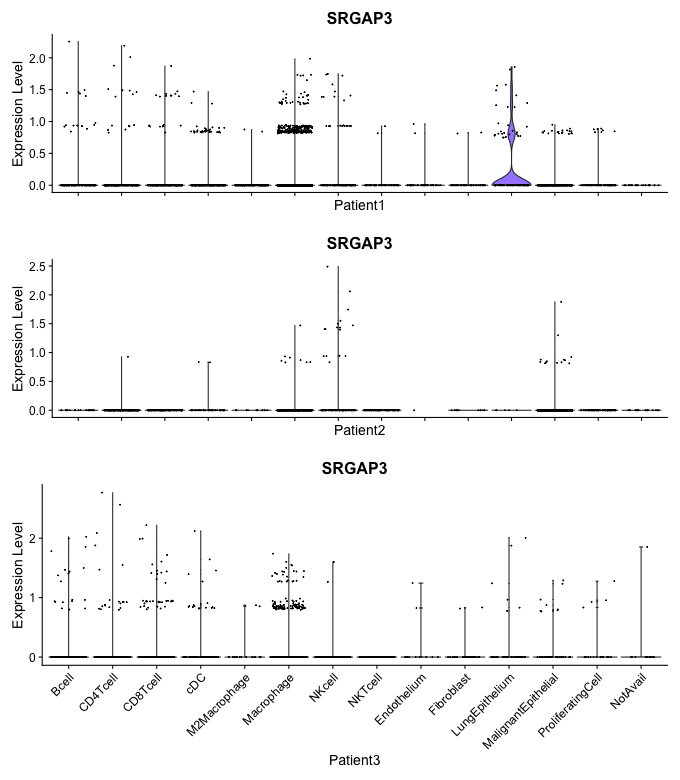 SRGAP3
Expression Level
2.0
1.5
1.0
0.5
0.0
Patient1
SRGAP3
Expression Level
2.5
2.0
1.5
1.0
0.5
0.0
Patient2
SRGAP3
Expression Level
2
1
0
Bcell
CD4Tcell
CD8Tcell
cDC
M2Macrophage
Macrophage
NKcell
NKTcell
Endothelium
Fibroblast
LungEpithelium
MalignantEpithelial
ProliferatingCell
NotAvail
Patient3